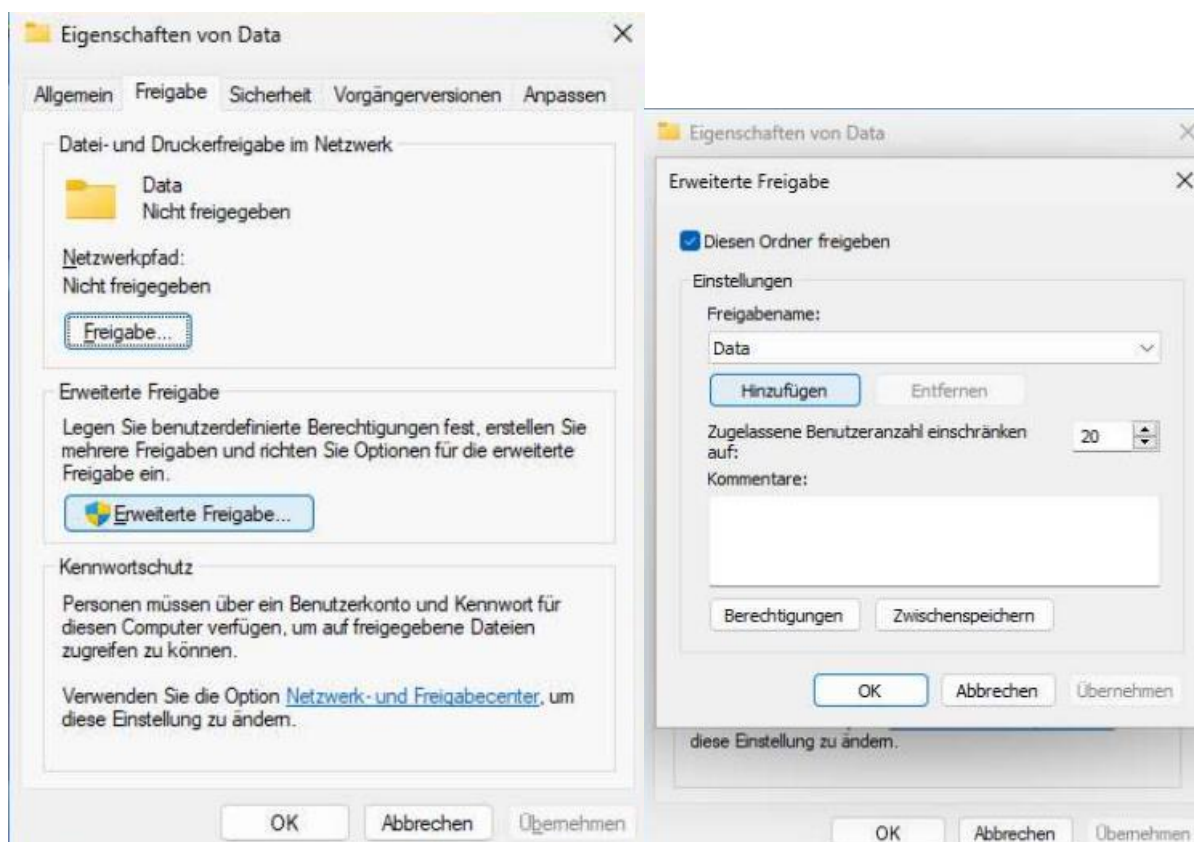 Eigenschaften von Data
Allgemein Freigabe Sicherheit Vorgängerversionen Anpassen
Datei- und Druckerfreigabe im Netzwerk
Data
Nicht freigegeben
Netzwerkpfad:
Nicht freigegeben
Freigabe...
Erweiterte Freigabe
Legen Sie benutzerdefinierte Berechtigungen fest, erstellen Sie
mehrere Freigaben und richten Sie Optionen für die erweiterte
Freigabe ein.
Erweiterte Freigabe...
Kennwortschutz
Personen müssen über ein Benutzerkonto und Kennwort für
diesen Computer verfügen, um auf freigegebene Dateien
zugreifen zu können.
Verwenden Sie die Option Netzwerk- und Freigabecenter, um
diese Einstellung zu ändern.
OK Abbrechen Übernehmen
Eigenschaften von Data
Erweiterte Freigabe
Diesen Ordner freigeben
Einstellungen
Freigabename:
Data
Hinzufügen Entfernen
Zugelassene Benutzeranzahl einschränken
auf:
20
Kommentare:
Berechtigungen Zwischenspeichern
OK Abbrechen Übernehmen
diese Einstellung zu ändern.
OK Abbrechen Übernehmen